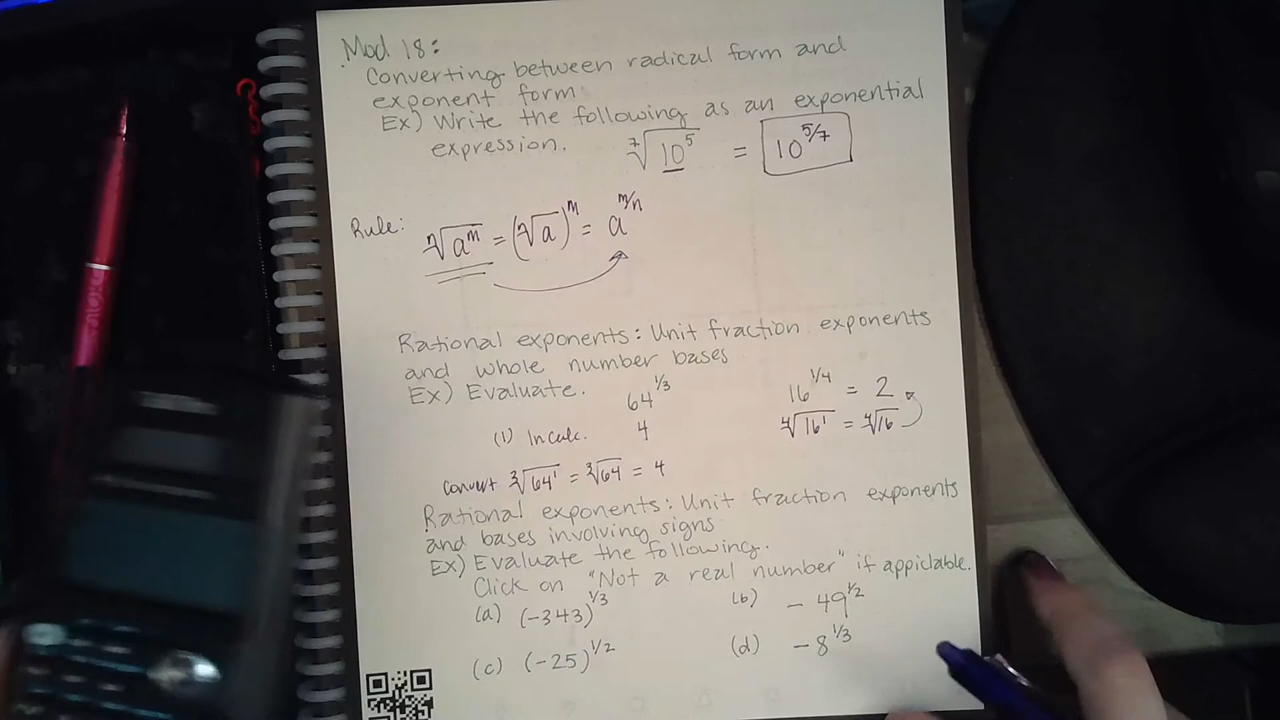 Mod 18:
Converting between radical form and
exponent form
Ex) Write the following as an exponential
expression. ⁷√10⁵ = 10^5/7
Rule: ⁿ√aᵐ = (ⁿ√a)ᵐ = a^m/n
Rational exponents: Unit fraction exponents
and whole number bases
Ex) Evaluate. 64^1/3 16^1/4 = 2
(1) In calc. 4 ⁴√16¹ = ⁴√16
convert ³√64¹ = ³√64 = 4
Rational exponents: Unit fraction exponents
and bases involving signs
Ex) Evaluate the following.
Click on "Not a real number" if appiclable.
(a) (-343)^1/3 (b) - 49^1/2
(c) (-25)^1/2 (d) - 8^1/3